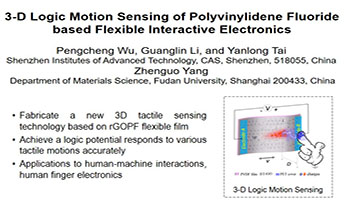 3-D Logic Motion Sensing of Polyvinylidene Fluoride
based Flexible Interactive Electronics
Pengcheng Wu, Guanglin Li, and Yanlong Tai
Shenzhen Institutes of Advanced Technology, CAS, Shenzhen, 518055, China
Zhenguo Yang
Department of Materials Science, Fudan University, Shanghai 200433, China
• Fabricate a new 3D tactile sensing
technology based on rGOPF flexible film
• Achieve a logic potential responds to various
tactile motions accurately
• Applications to human-machine interactions,
human finger electronics
V
3-D Logic Motion Sensing